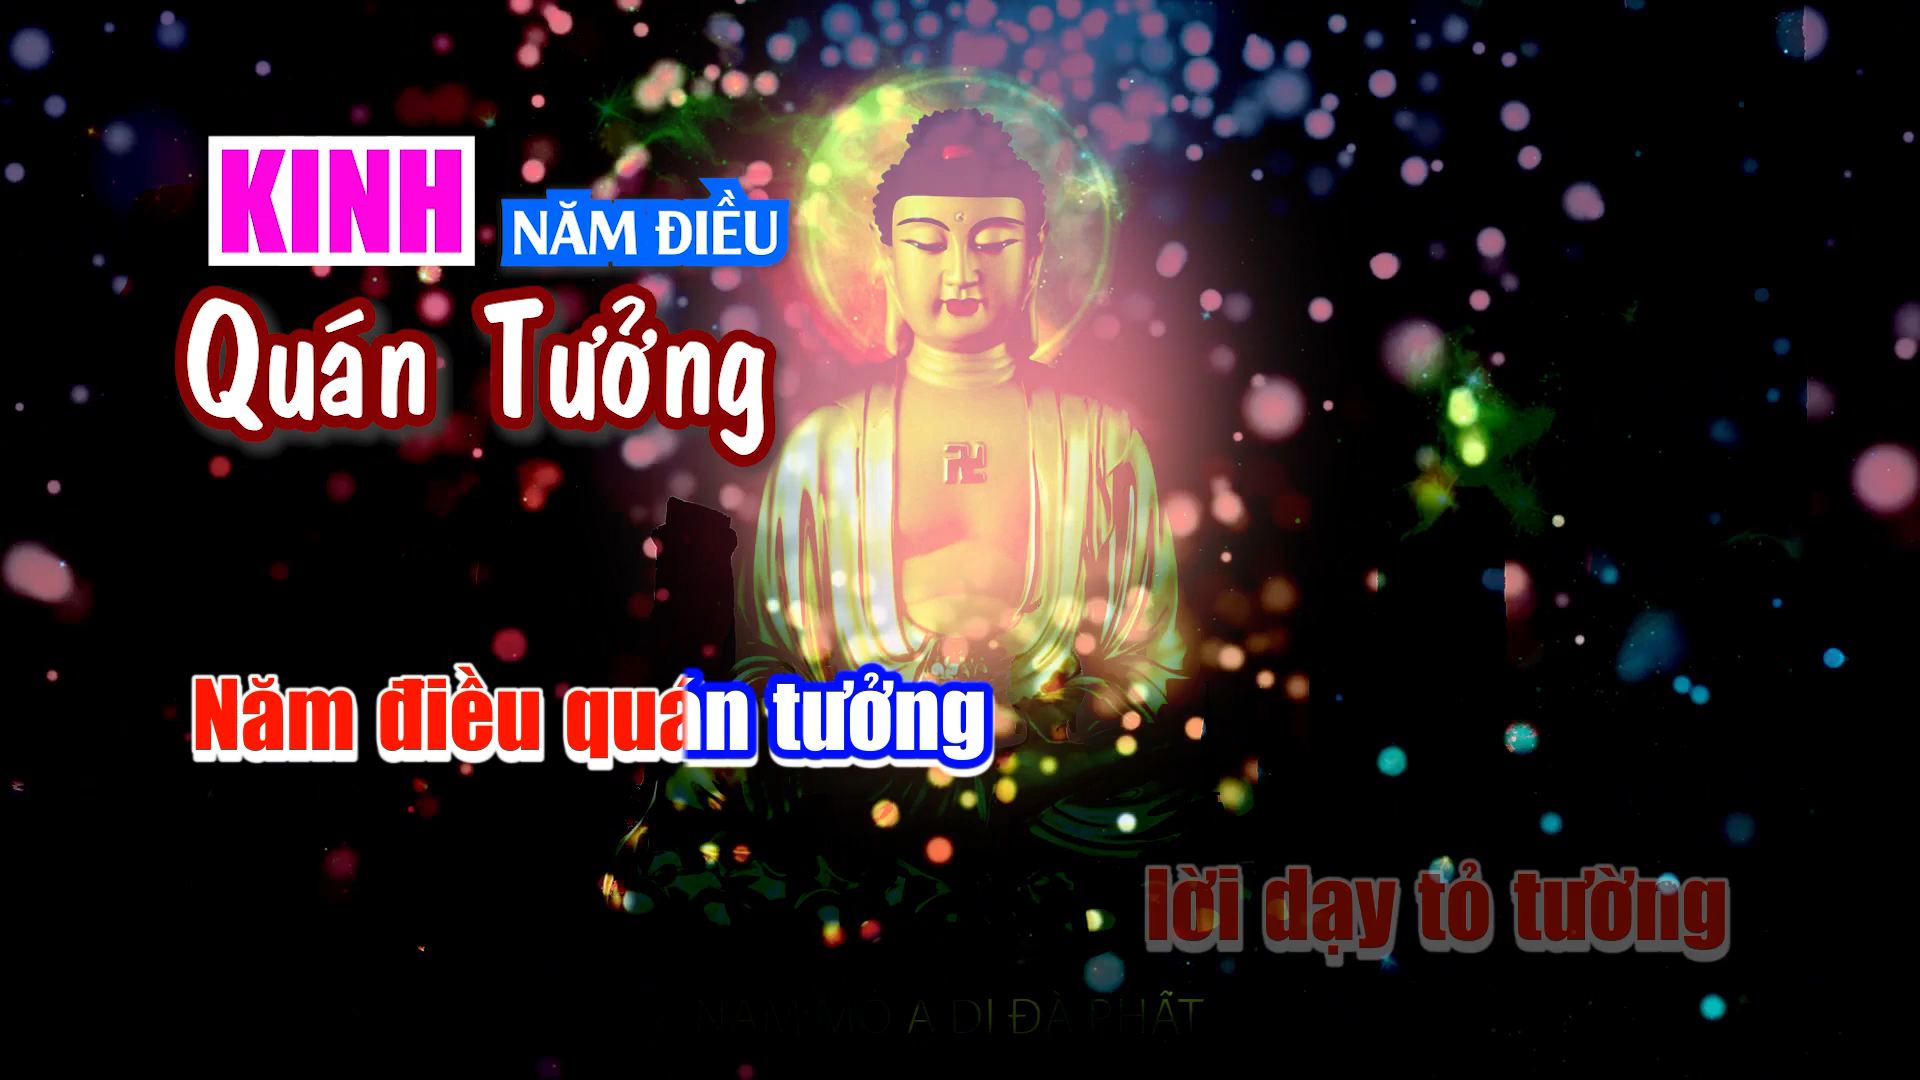 KINH NĂM ĐIỀU
Quán Tưởng
Năm điều quán tưởng
lời dạy tỏ tường
NAM MÔ A DI ĐÀ PHẬT